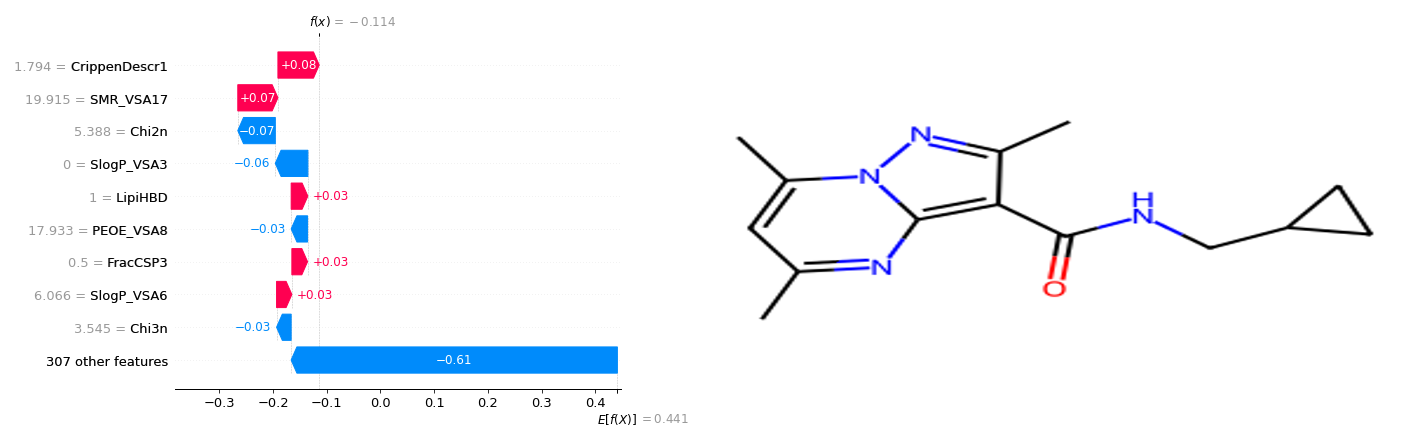 f(x) = −0.114
1.794 = CrippenDescr1
+0.08
19.915 = SMR_VSA17
+0.07
5.388 = Chi2n
−0.07
0 = SlogP_VSA3
−0.06
1 = LipiHBD
+0.03
17.933 = PEOE_VSA8
−0.03
0.5 = FracCSP3
+0.03
6.066 = SlogP_VSA6
+0.03
3.545 = Chi3n
−0.03
307 other features
−0.61
−0.3 −0.2 −0.1 0.0 0.1 0.2 0.3 0.4
E[f(X)] = 0.441
N
N
N
H
N
O